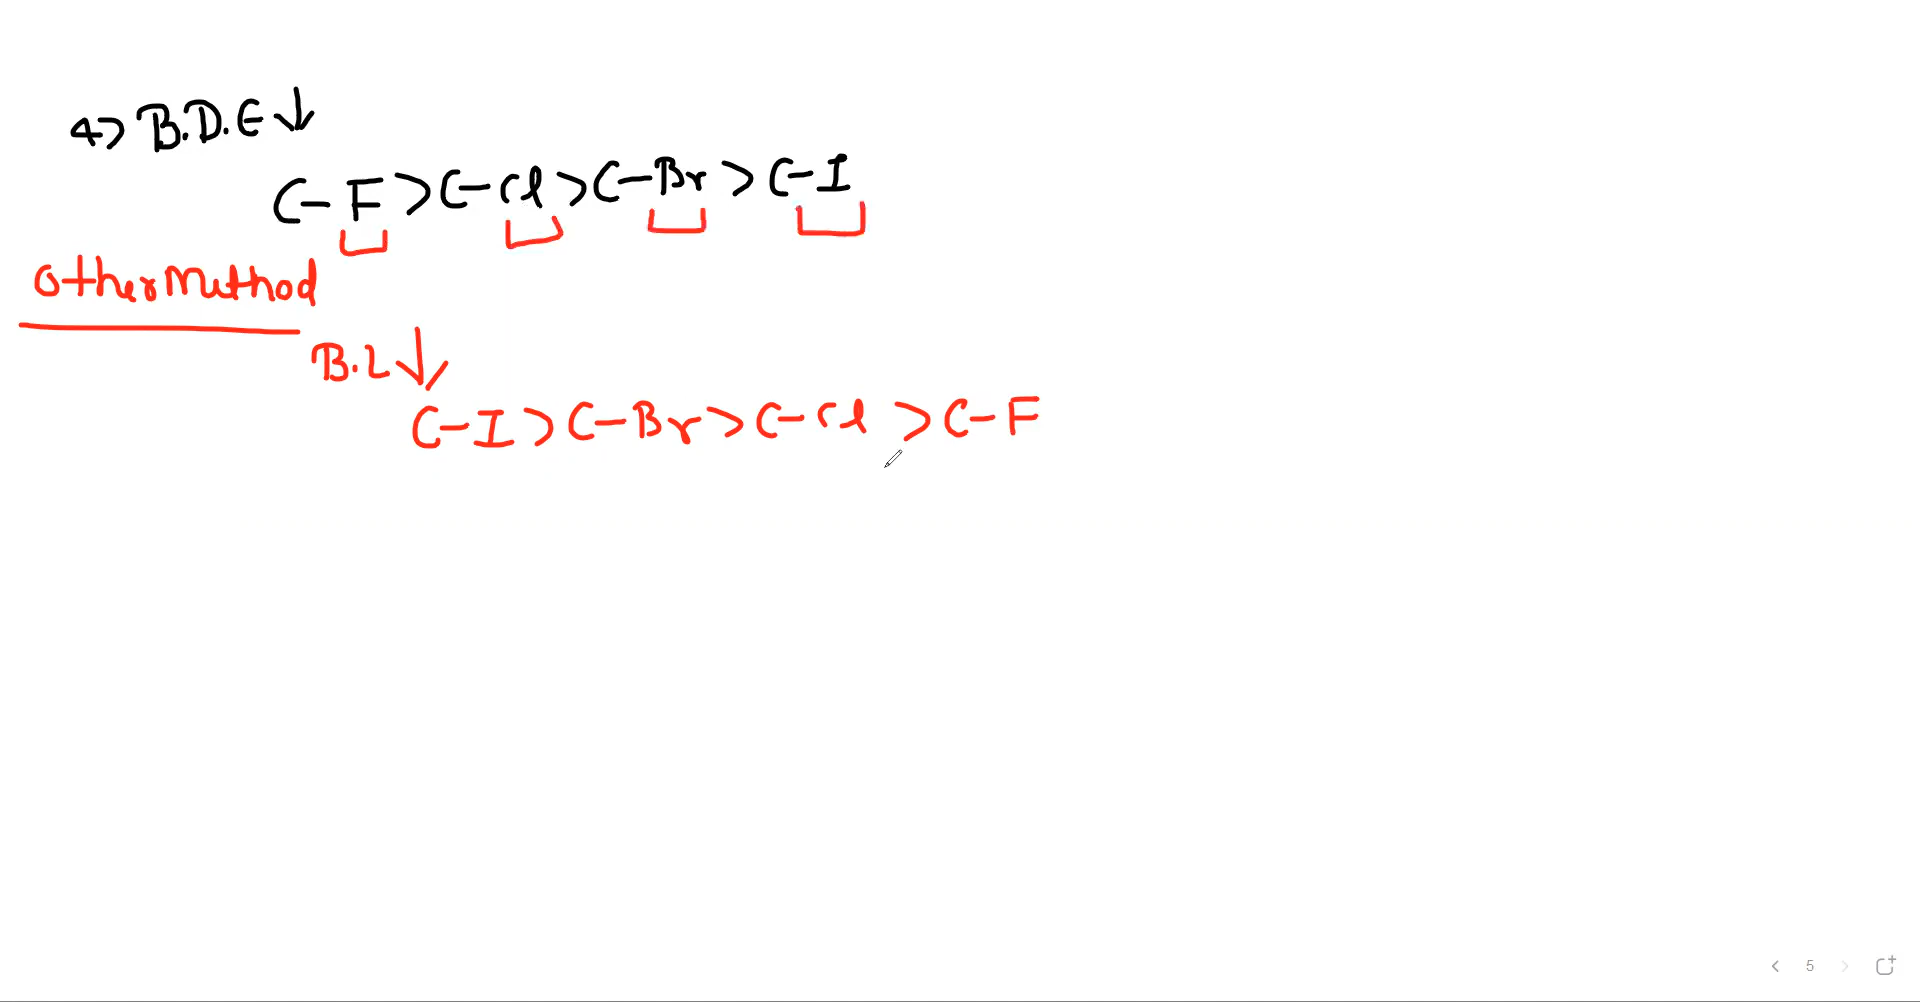 4> B.D.E ↓
C-F > C-Cl > C-Br > C-I
Other Method
B.L ↓
C-I > C-Br > C-Cl > C-F
5